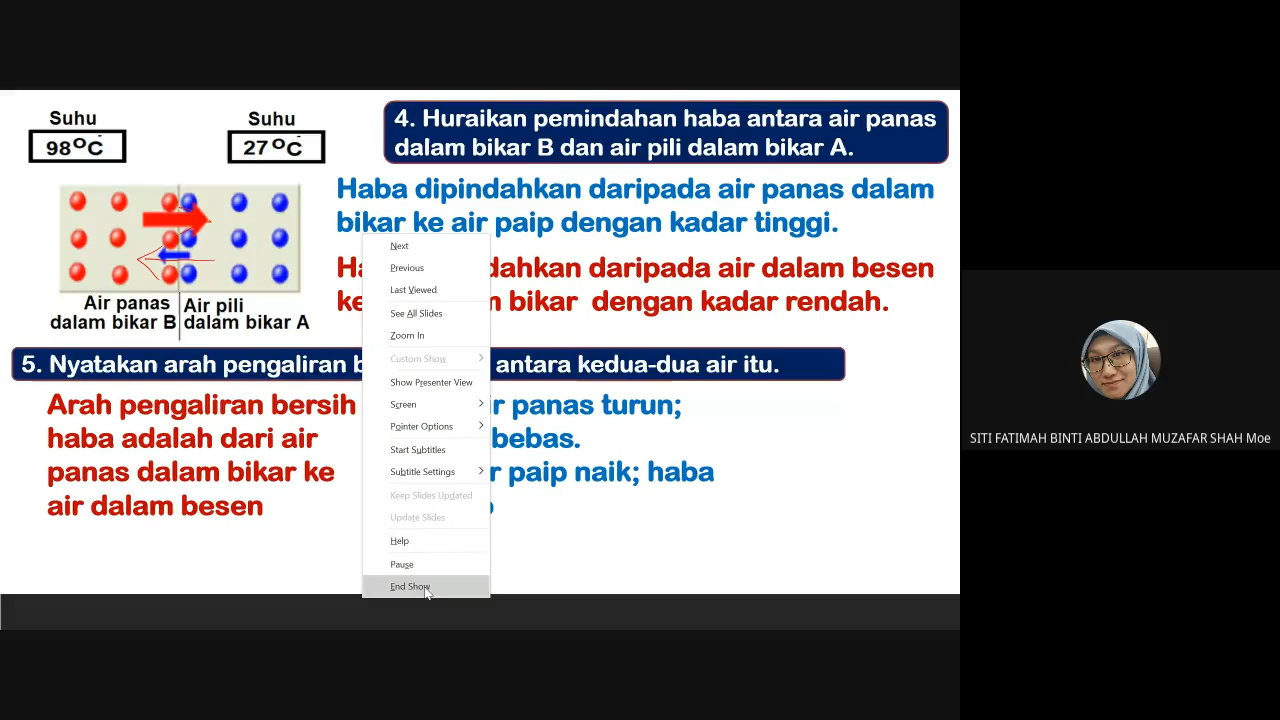 Suhu
98°C
Suhu
27°C
4. Huraikan pemindahan haba antara air panas
dalam bikar B dan air pili dalam bikar A.
Haba dipindahkan daripada air panas dalam
bikar ke air paip dengan kadar tinggi.
dahkan daripada air dalam besen
bikar dengan kadar rendah.
Air panas
dalam bikar B
Air pili
dalam bikar A
5. Nyatakan arah pengaliran
antara kedua-dua air itu.
Arah pengaliran bersih
haba adalah dari air
panas dalam bikar ke
air dalam besen
panas turun;
bebas.
paip naik; haba
Next
Previous
Last Viewed
See All Slides
Zoom In
Custom Show
Show Presenter View
Screen
Pointer Options
Start Subtitles
Subtitle Settings
Keep Slides Updated
Update Slides
Help
Pause
End Show
SITI FATIMAH BINTI ABDULLAH MUZAFAR SHAH Moe